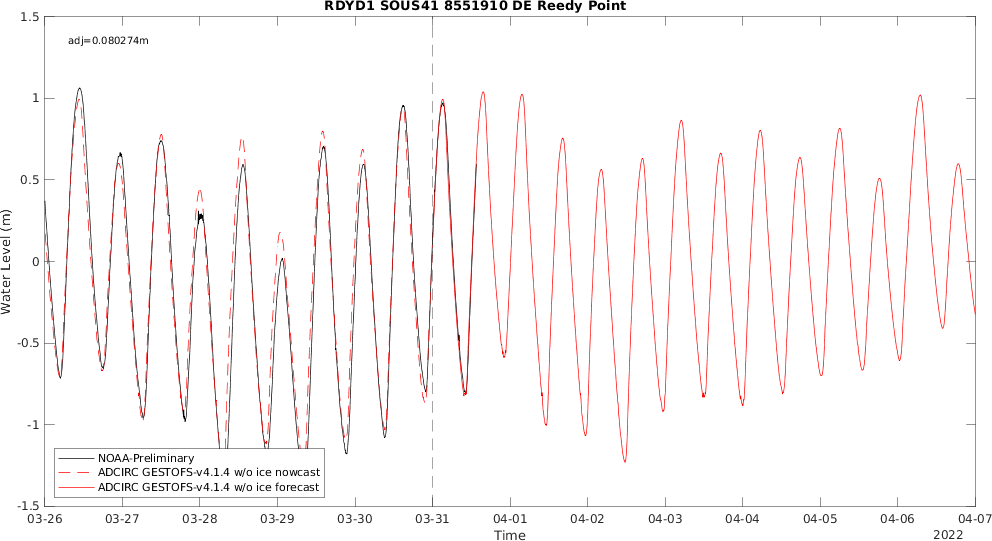 RDYD1 SOUS41 8551910 DE Reedy Point
adj=0.080274m
1.5
1
0.5
0
-0.5
-1
-1.5
Water Level (m)
NOAA-Preliminary
ADCIRC GESTOFS-v4.1.4 w/o ice nowcast
ADCIRC GESTOFS-v4.1.4 w/o ice forecast
03-26 03-27 03-28 03-29 03-30 03-31 04-01 04-02 04-03 04-04 04-05 04-06 04-07
Time
2022